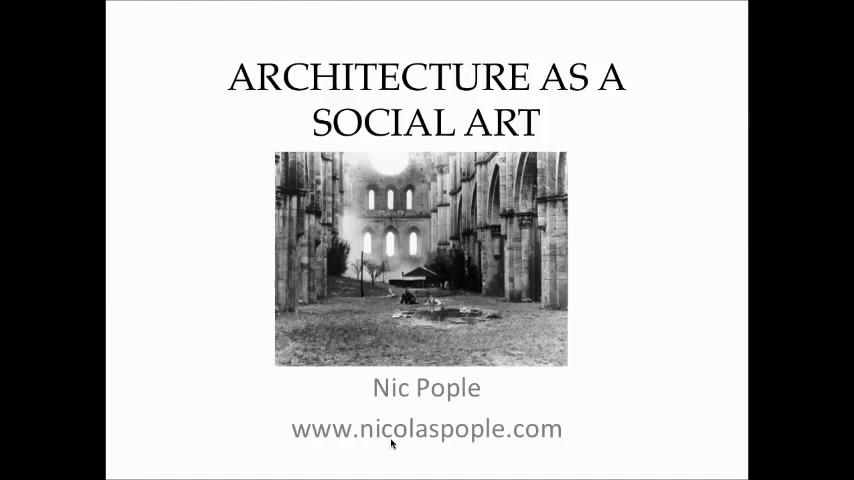 ARCHITECTURE AS A
SOCIAL ART
Nic Pople
www.nicolaspople.com